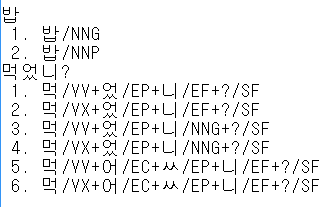 밥
1. 밥/NNG
2. 밥/NNP
먹었니?
1. 먹/VV+었/EP+니/EF+?/SF
2. 먹/VX+었/EP+니/EF+?/SF
3. 먹/VV+었/EP+니/NNG+?/SF
4. 먹/VX+었/EP+니/NNG+?/SF
5. 먹/VV+어/EC+ㅆ/EP+니/EF+?/SF
6. 먹/VX+어/EC+ㅆ/EP+니/EF+?/SF